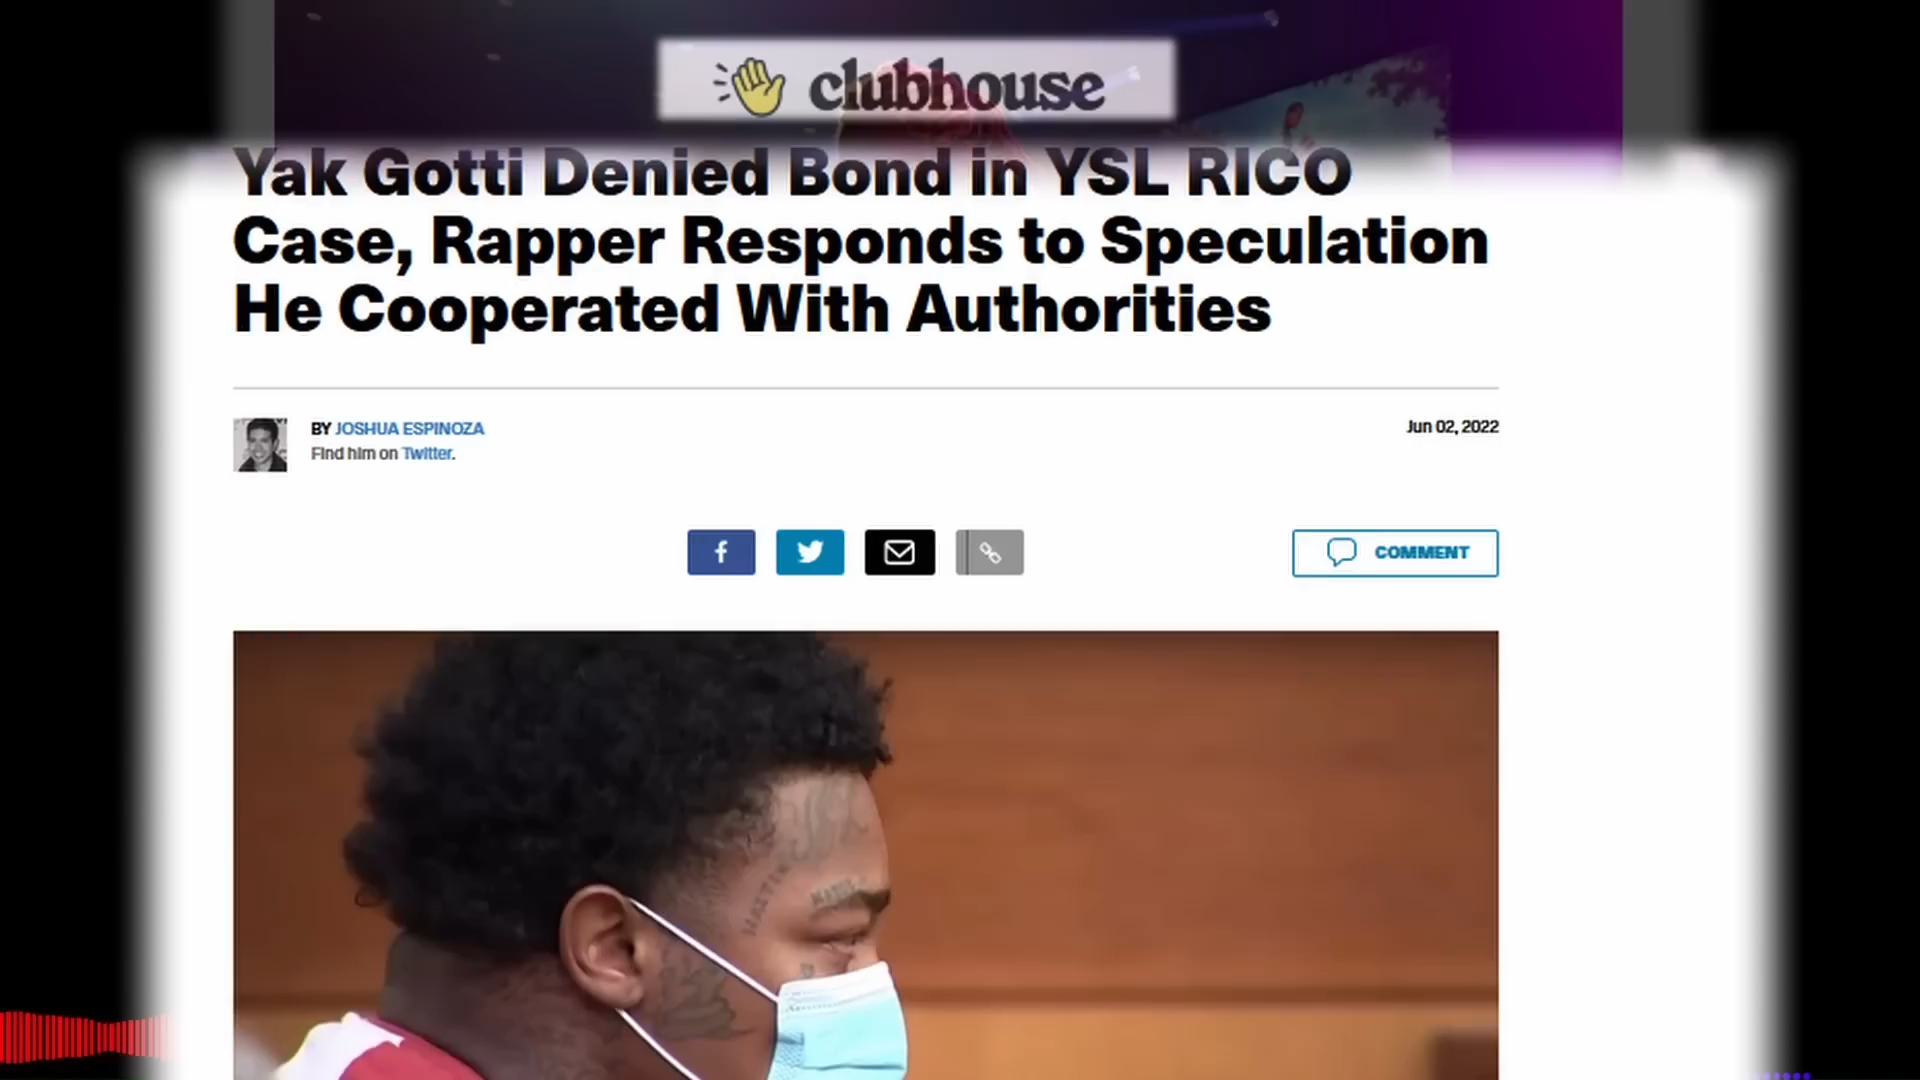 clubhouse
Yak Gotti Denied Bond in YSL RICO
Case, Rapper Responds to Speculation
He Cooperated With Authorities
BY JOSHUA ESPINOZA
Jun 02, 2022
Find him on Twitter.
f
COMMENT